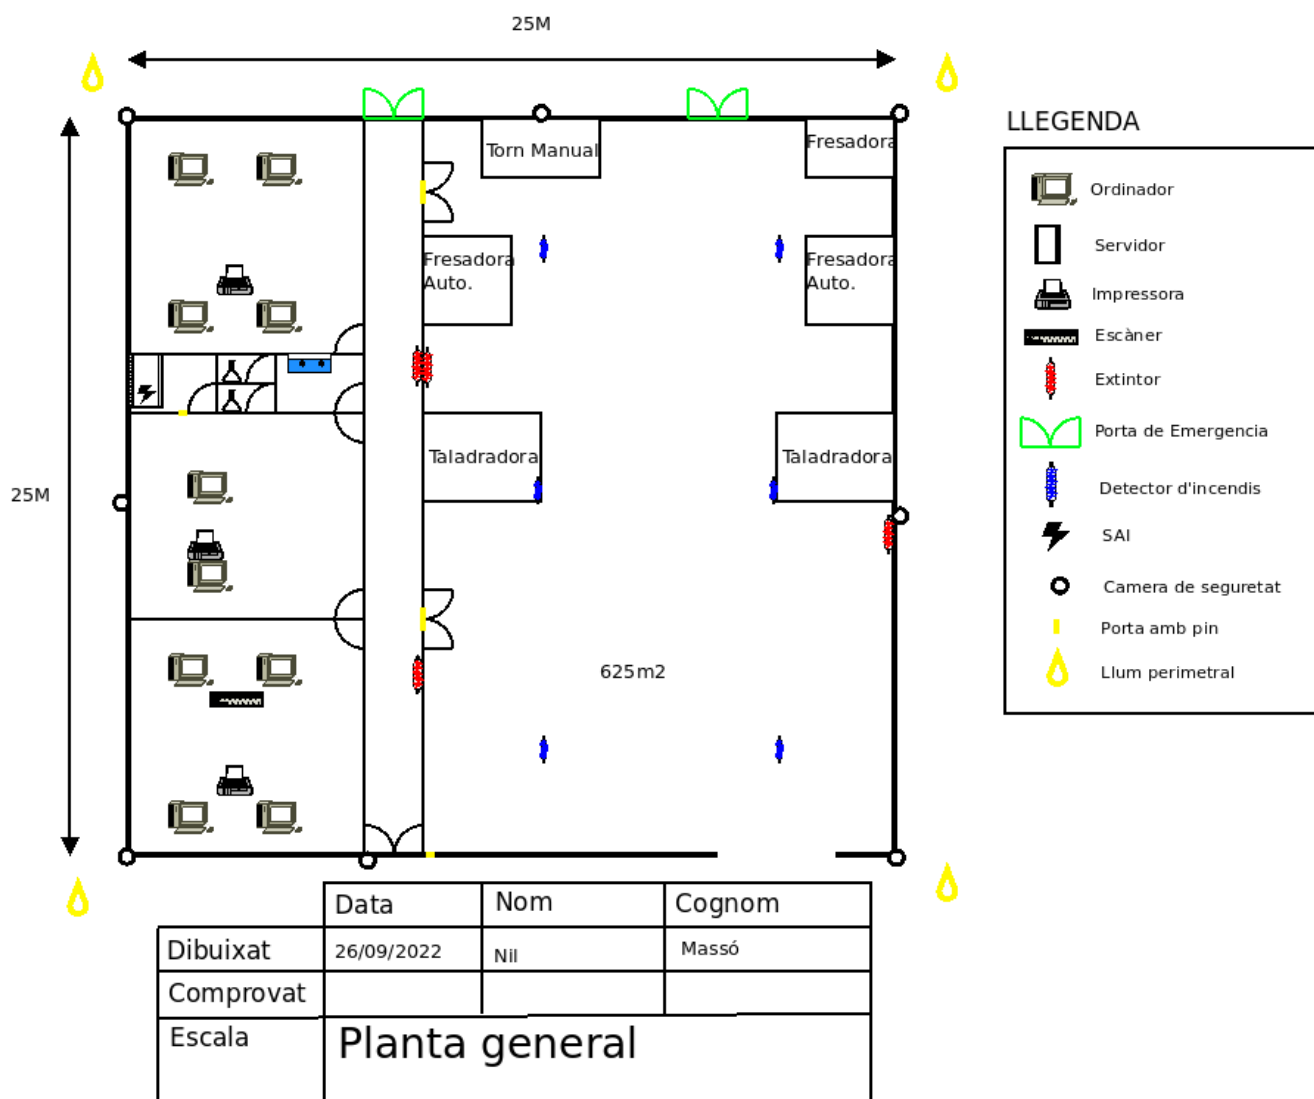 25M
LLEGENDA
Torn Manual
Fresadora
Ordinador
Servidor
Fresadora
Auto.
Fresadora
Auto.
Impressora
Escàner
Extintor
Porta de Emergencia
Taladradora
Taladradora
25M
Detector d'incendis
SAI
Camera de seguretat
Porta amb pin
625m2
Llum perimetral
Data Nom Cognom
Dibuixat 26/09/2022 Nil Massó
Comprovat
Escala Planta general